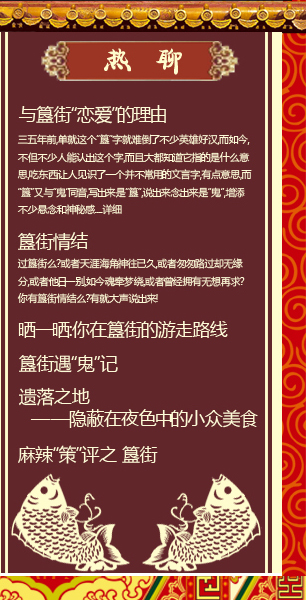 热聊
与簋街“恋爱”的理由
三五年前,单就这个“簋”字就难倒了不少英雄好汉,而如今,
不但不少人能认出这个字,而且大都知道它指的是什么意
思,吃东西让人见识了一个并不常用的文言字,有点意思,而
“簋”又与“鬼”同音,写出来是“簋”,说出来念出来是“鬼”,增添
不少悬念和神秘感...详细
簋街情结
过簋街么?或者天涯海角神往已久,或者匆匆路过却无缘
分,或者他日一别,如今魂牵梦绕,或者曾经拥有无想再求?
你有簋街情结么?有就大声说出来!
晒一晒:你在簋街的游走路线
簋街遇“鬼”记
遗落之地
——隐蔽在夜色中的小众美食
麻辣“策”评之 簋街